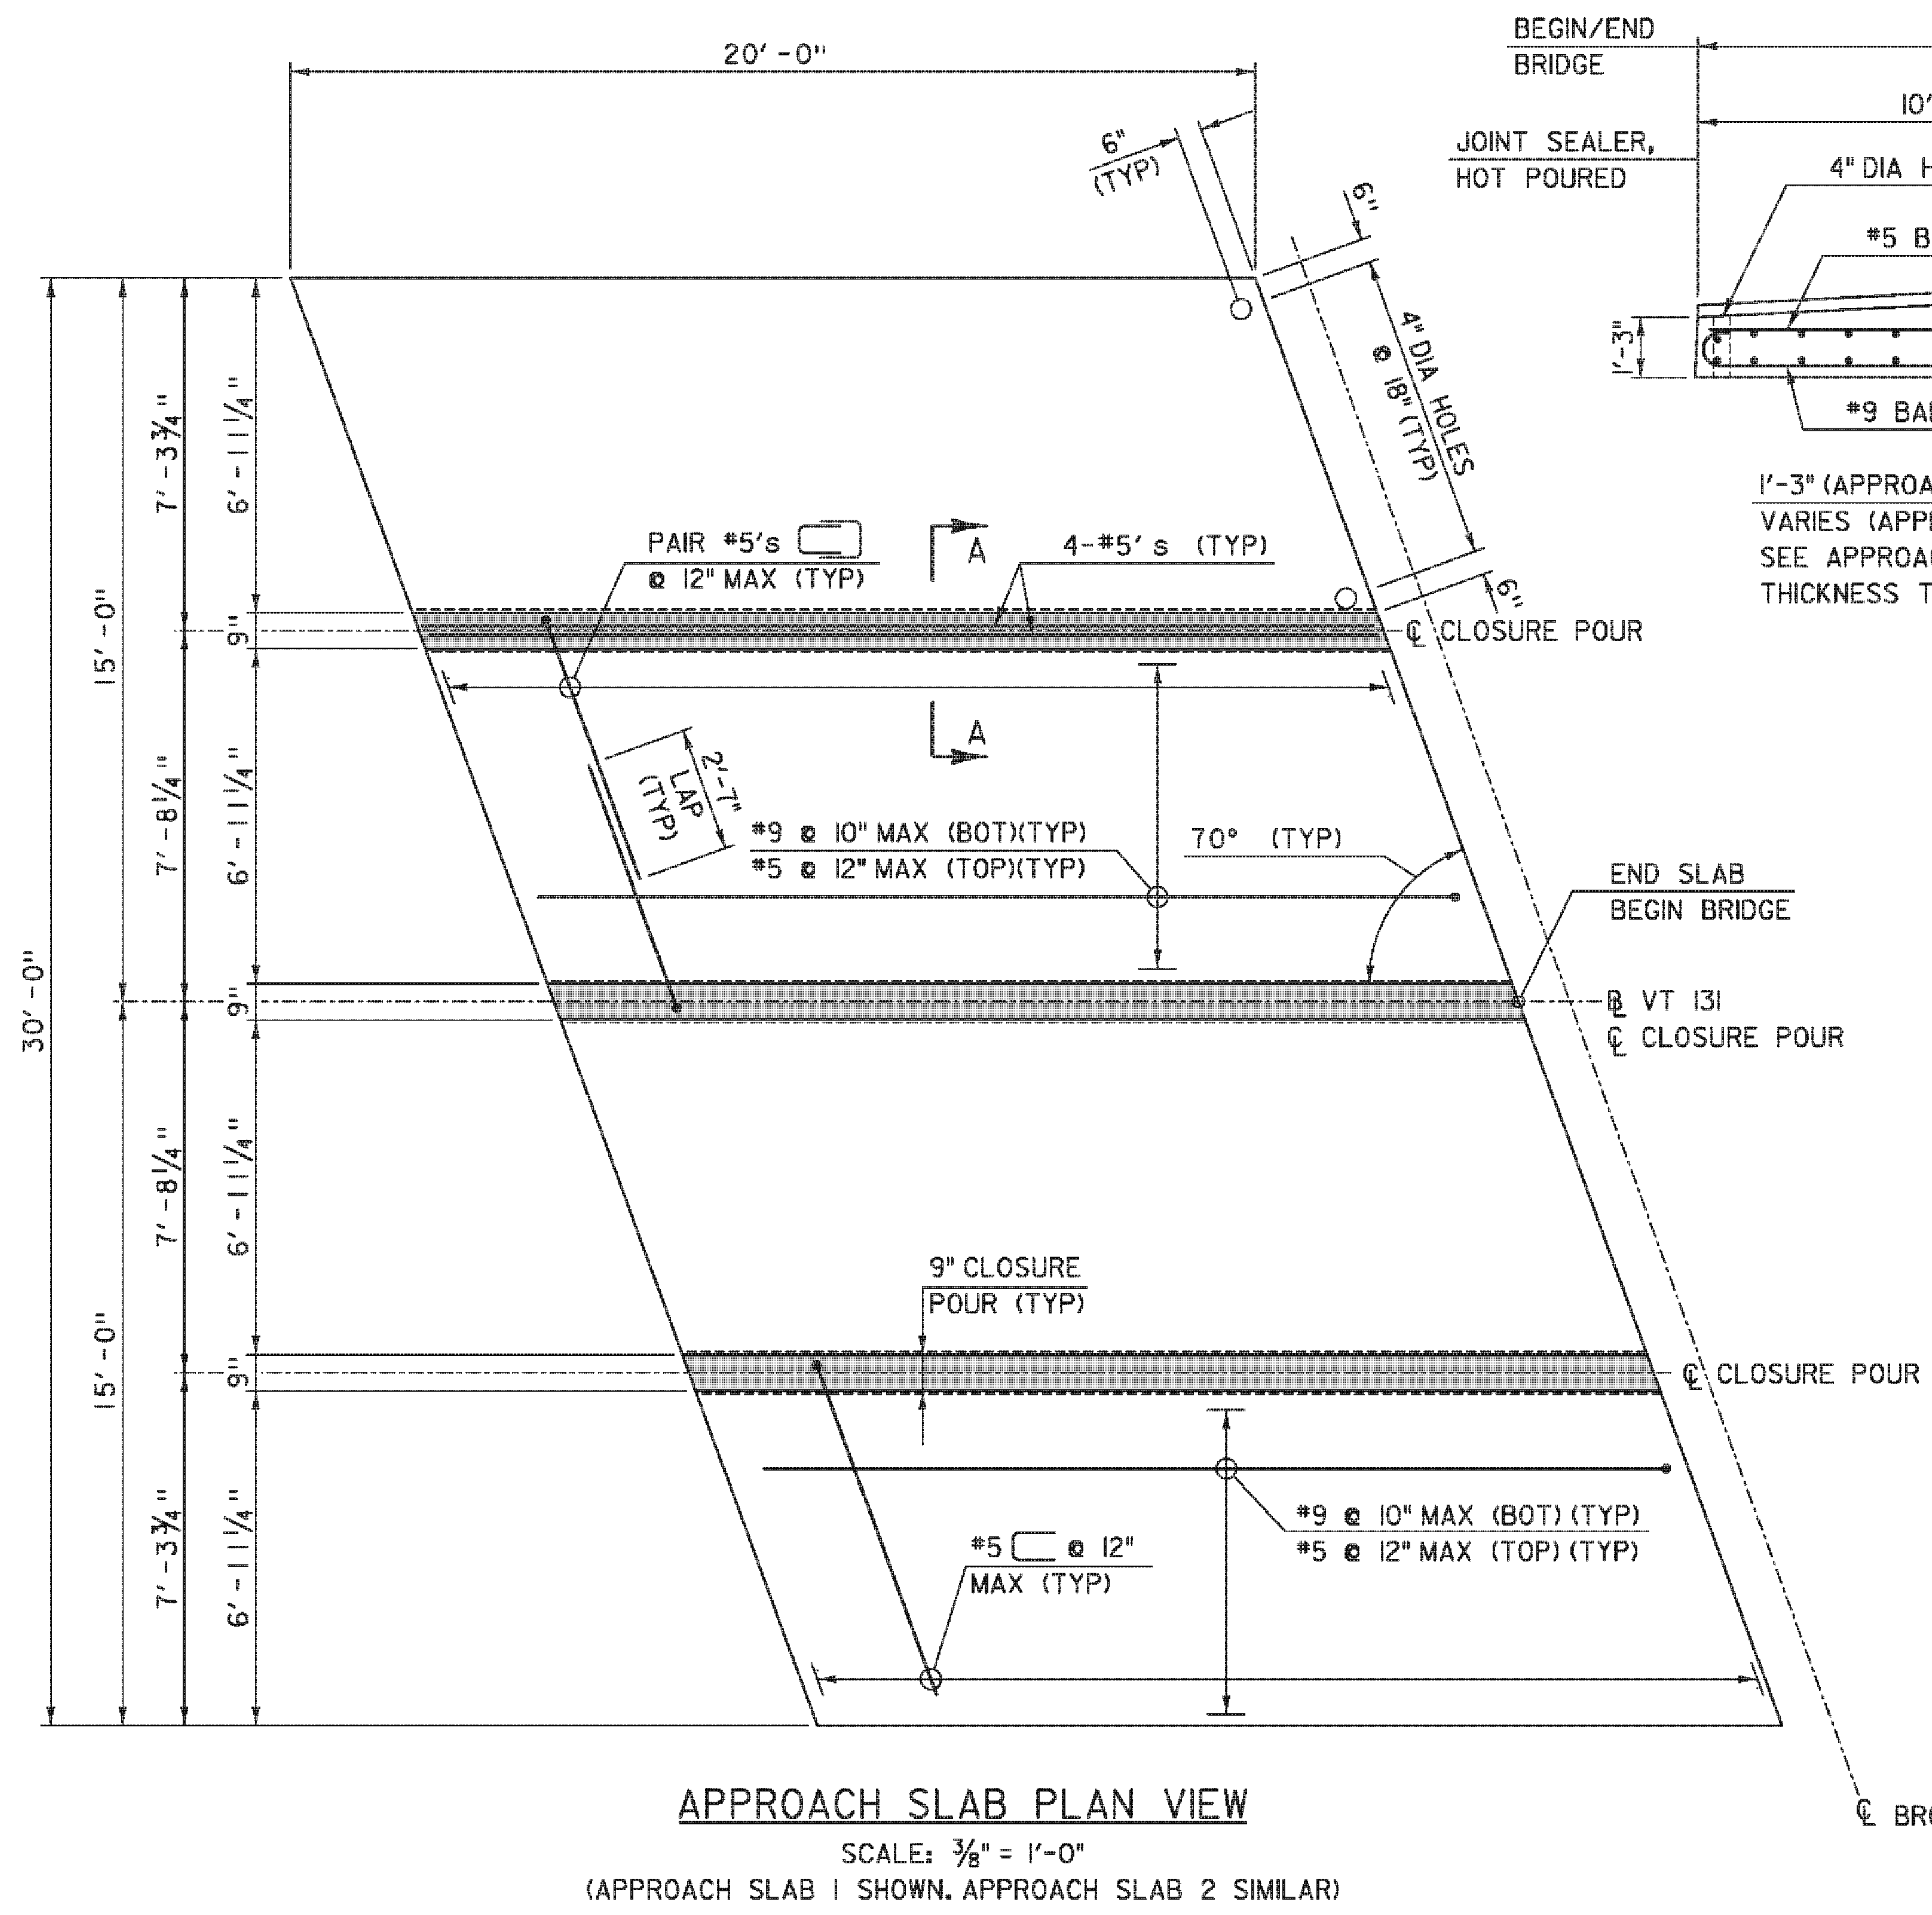 20'-0"
BEGIN/END
BRIDGE
10'
6"
(TYP)
JOINT SEALER,
HOT POURED
4" DIA
6"
#5
4" DIA HOLES
@ 18" (TYP)
1'-3"
#9
1'-3"
VARIES
SEE
THICKNESS
7'-3¾"
6'-11¼"
PAIR #5's
@ 12" MAX (TYP)
A
4-#5's (TYP)
6"
9"
℄ CLOSURE POUR
15'-0"
A
2'-7"
LAP
(TYP)
7'-8¼"
6'-11¼"
#9 @ 10" MAX (BOT)(TYP)
#5 @ 12" MAX (TOP)(TYP)
70° (TYP)
END SLAB
BEGIN BRIDGE
30'-0"
9"
BL VT 131
℄ CLOSURE POUR
7'-8¼"
6'-11¼"
9" CLOSURE
POUR (TYP)
15'-0"
9"
℄ CLOSURE POUR
7'-3¾"
6'-11¼"
#9 @ 10" MAX (BOT) (TYP)
#5 @ 12" MAX (TOP) (TYP)
#5 @ 12"
MAX (TYP)
APPROACH SLAB PLAN VIEW
SCALE: ⅜" = 1'-0"
(APPROACH SLAB 1 SHOWN. APPROACH SLAB 2 SIMILAR)
℄